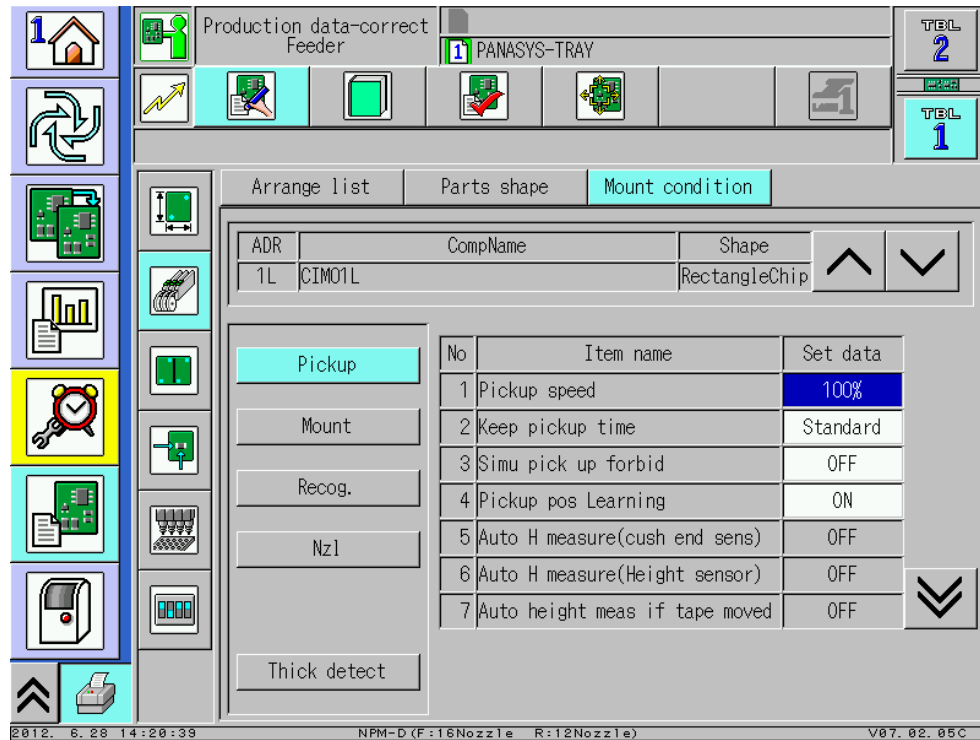 1
Production data-correct
Feeder
1 PANASYS-TRAY
TBL
2
TBL
1
1
Arrange list
Parts shape
Mount condition
ADR CompName Shape
1L CIMO1L RectangleChip
Pickup
Mount
Recog.
Nzl
Thick detect
No Item name Set data
1 Pickup speed 100%
2 Keep pickup time Standard
3 Simu pick up forbid OFF
4 Pickup pos Learning ON
5 Auto H measure(cush end sens) OFF
6 Auto H measure(Height sensor) OFF
7 Auto height meas if tape moved OFF
2012. 6.28 14:20:39 NPM-D(F:16Nozzle R:12Nozzle) V07.02.05C